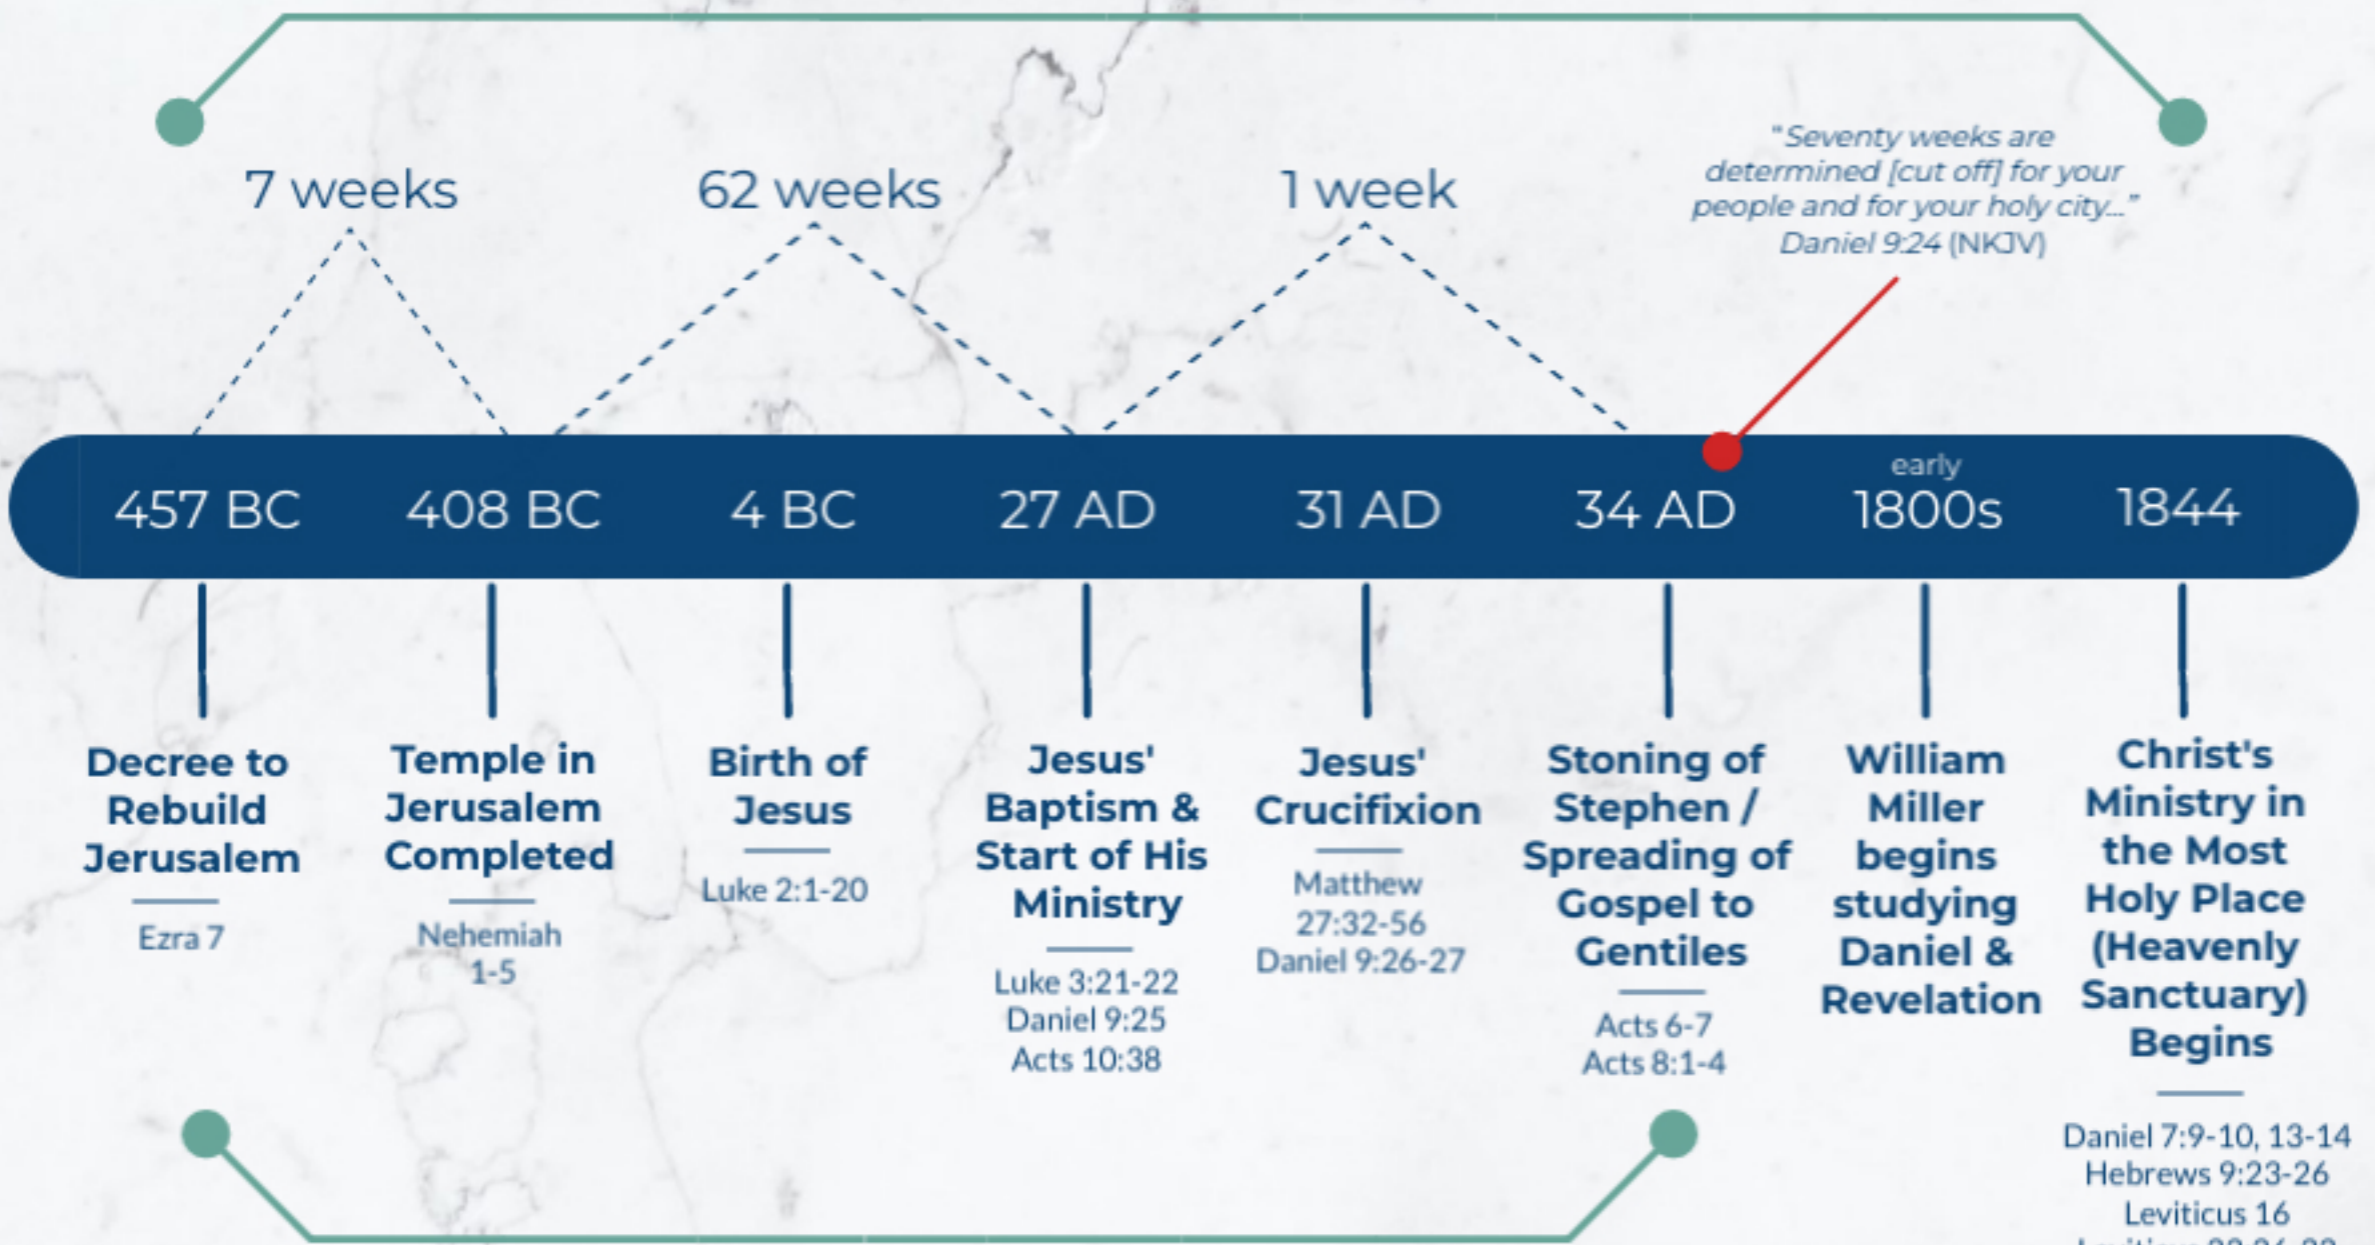 7 weeks
62 weeks
1 week
"Seventy weeks are
determined [cut off] for your
people and for your holy city..."
Daniel 9:24 (NKJV)
457 BC
408 BC
4 BC
27 AD
31 AD
34 AD
early
1800s
1844
Decree to
Rebuild
Jerusalem
Ezra 7
Temple in
Jerusalem
Completed
Nehemiah
1-5
Birth of
Jesus
Luke 2:1-20
Jesus'
Baptism &
Start of His
Ministry
Luke 3:21-22
Daniel 9:25
Acts 10:38
Jesus'
Crucifixion
Matthew
27:32-56
Daniel 9:26-27
Stoning of
Stephen /
Spreading of
Gospel to
Gentiles
Acts 6-7
Acts 8:1-4
William
Miller
begins
studying
Daniel &
Revelation
Christ's
Ministry in
the Most
Holy Place
(Heavenly
Sanctuary)
Begins
Daniel 7:9-10, 13-14
Hebrews 9:23-26
Leviticus 16